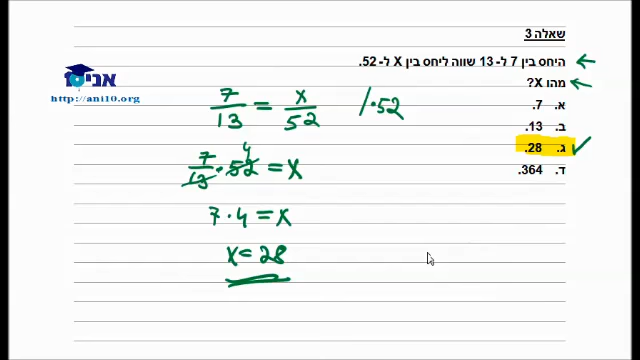 שאלה 3
היחס בין 7 ל- 13 שווה ליחס בין X ל- 52.
מהו X?
א. 7.
ב. 13.
ג. 28.
ד. 364.
אניטס
http://ani10.org
7/13 = x/52 /·52
7/13 · 52 4 = x
7 · 4 = x
x = 28